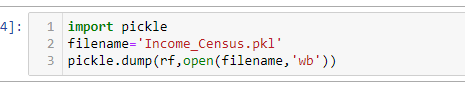 4]:
1 import pickle
2 filename='Income_Census.pkl'
3 pickle.dump(rf,open(filename,'wb'))